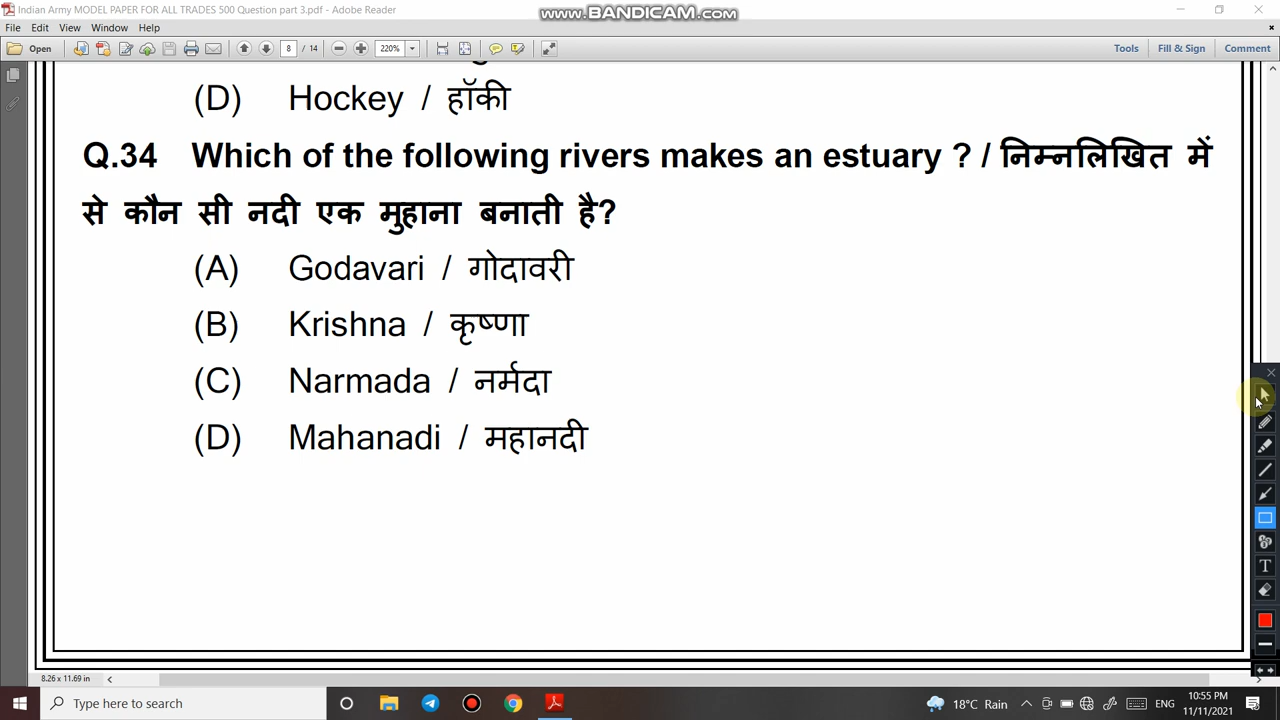 Indian Army MODEL PAPER FOR ALL TRADES 500 Question part 3.pdf - Adobe Reader
www.BANDICAM.com
File Edit View Window Help
Open 8 / 14 220% Tools Fill & Sign Comment
(D) Hockey / हॉकी
Q.34 Which of the following rivers makes an estuary ? / निम्नलिखित में
से कौन सी नदी एक मुहाना बनाती है?
(A) Godavari / गोदावरी
(B) Krishna / कृष्णा
(C) Narmada / नर्मदा
(D) Mahanadi / महानदी
8.26 x 11.69 in
Type here to search 18°C Rain ENG 10:55 PM
11/11/2021